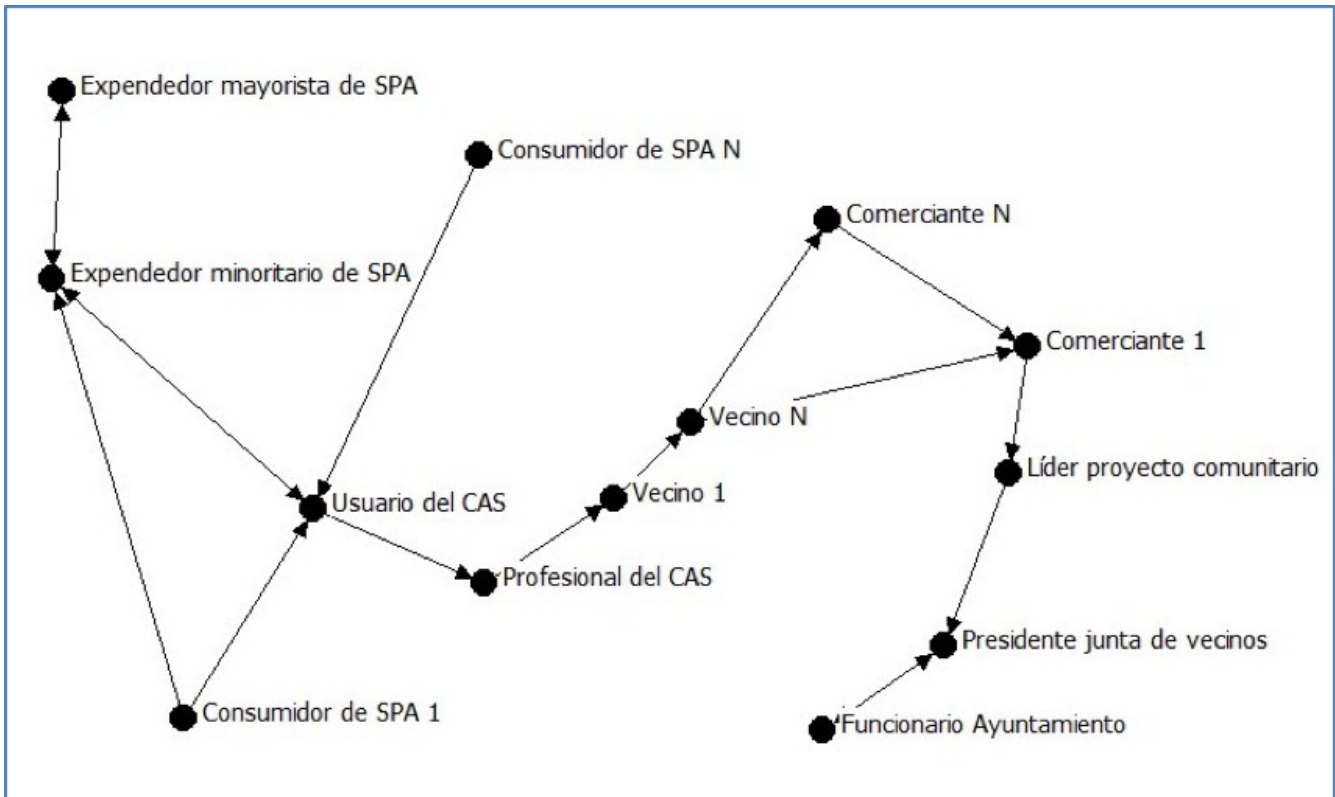 Expendedor mayorista de SPA
Consumidor de SPA N
Comerciante N
Expendedor minoritario de SPA
Comerciante 1
Vecino N
Líder proyecto comunitario
Vecino 1
Usuario del CAS
Profesional del CAS
Presidente junta de vecinos
Consumidor de SPA 1
Funcionario Ayuntamiento